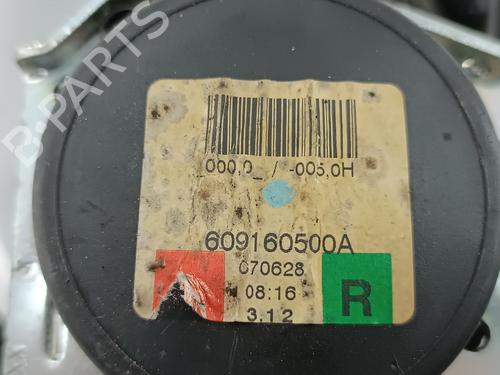 B-PARTS
000,0_ / -005,0H
609160500A
C70628
08:16
R
3.12